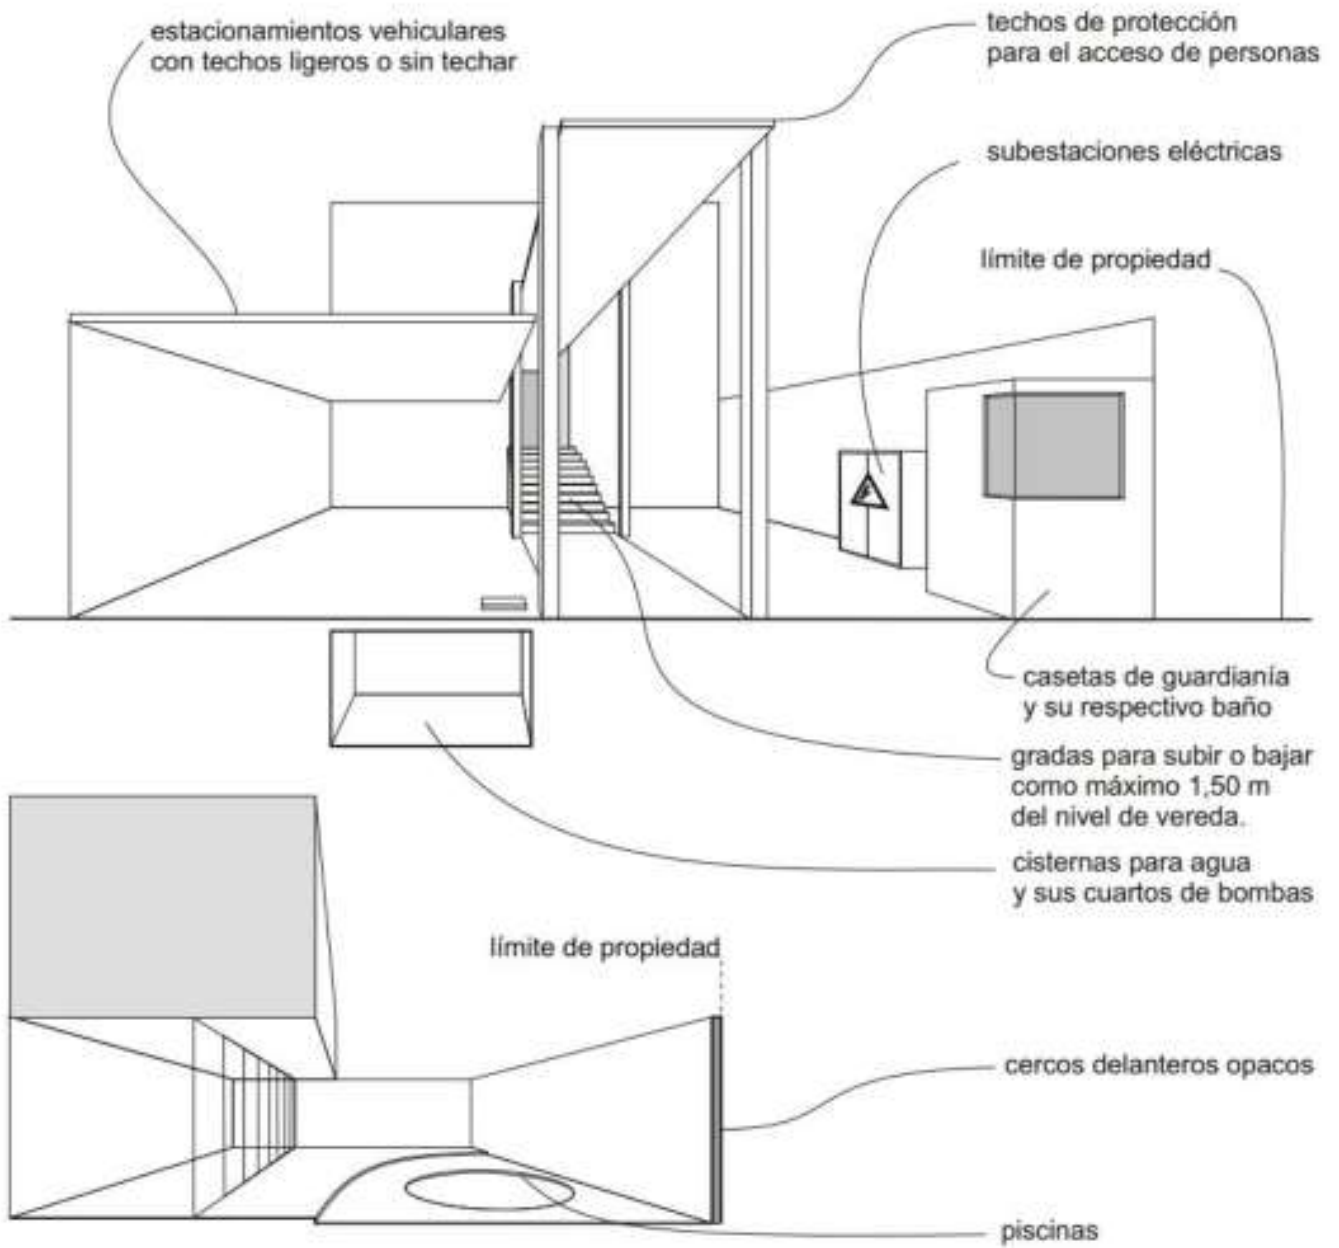 estacionamientos vehiculares
con techos ligeros o sin techar
techos de protección
para el acceso de personas
subestaciones eléctricas
límite de propiedad
casetas de guardianía
y su respectivo baño
gradas para subir o bajar
como máximo 1,50 m
del nivel de vereda.
cisternas para agua
y sus cuartos de bombas
límite de propiedad
cercos delanteros opacos
piscinas